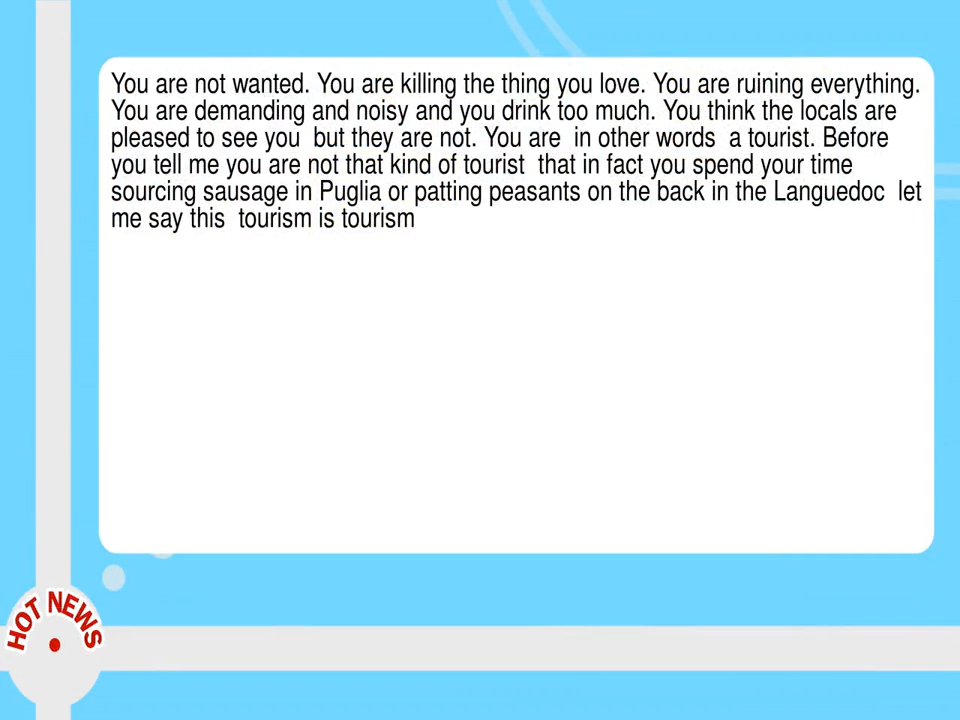 You are not wanted. You are killing the thing you love. You are ruining everything.
You are demanding and noisy and you drink too much. You think the locals are
pleased to see you  but they are not. You are  in other words  a tourist. Before
you tell me you are not that kind of tourist  that in fact you spend your time
sourcing sausage in Puglia or patting peasants on the back in the Languedoc  let
me say this  tourism is tourism
HOT NEWS